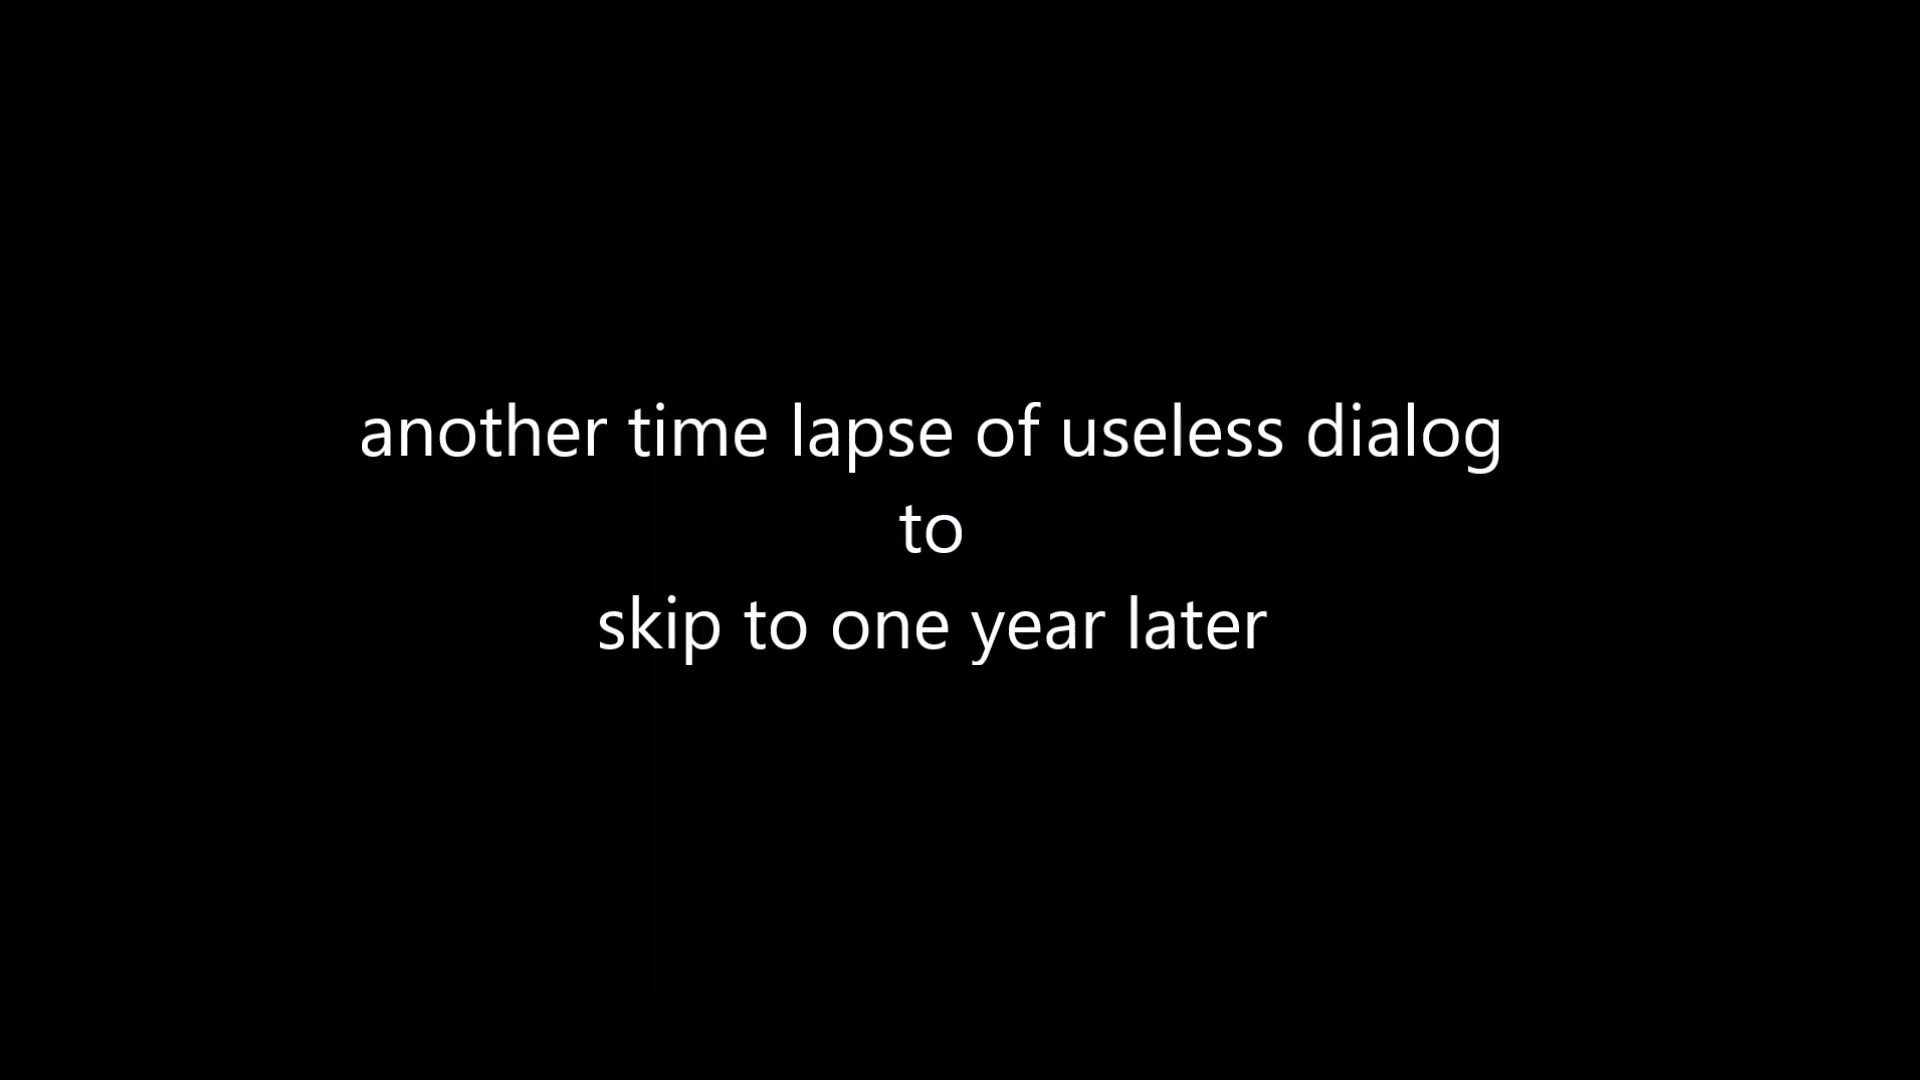 another time lapse of useless dialog
to
skip to one year later